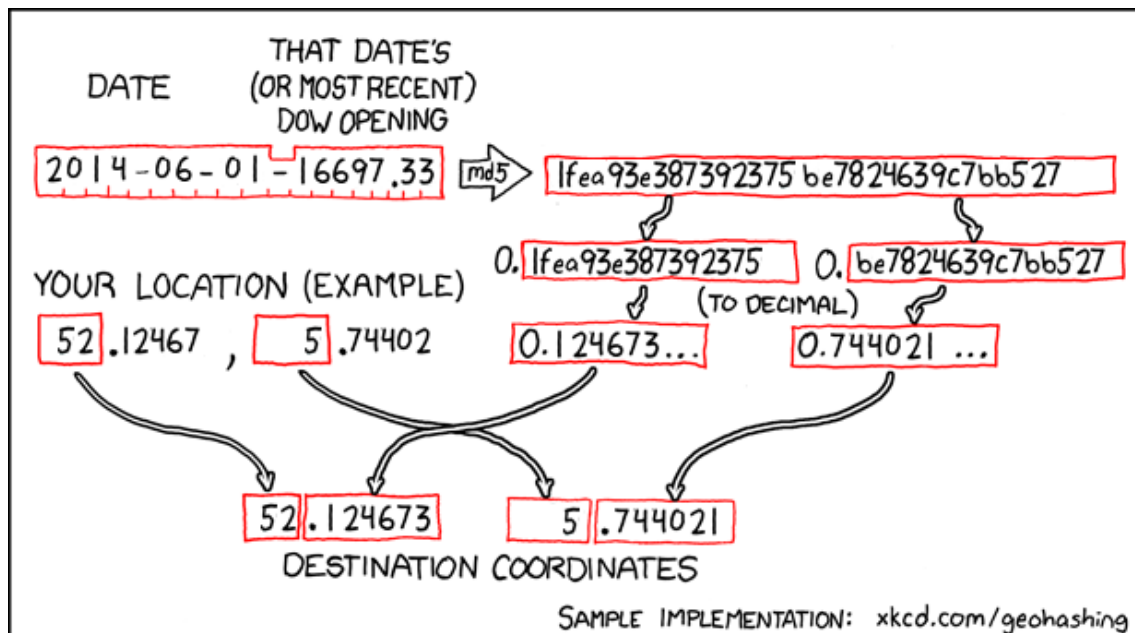 DATE
THAT DATE'S
(OR MOST RECENT)
DOW OPENING
2014-06-01-16697.33
md5
1fea93e387392375 be7824639c7bb527
0.1fea93e387392375
0.be7824639c7bb527
(TO DECIMAL)
YOUR LOCATION (EXAMPLE)
52.12467, 5.74402
0.124673...
0.744021 ...
52.124673
5.744021
DESTINATION COORDINATES
SAMPLE IMPLEMENTATION: xkcd.com/geohashing